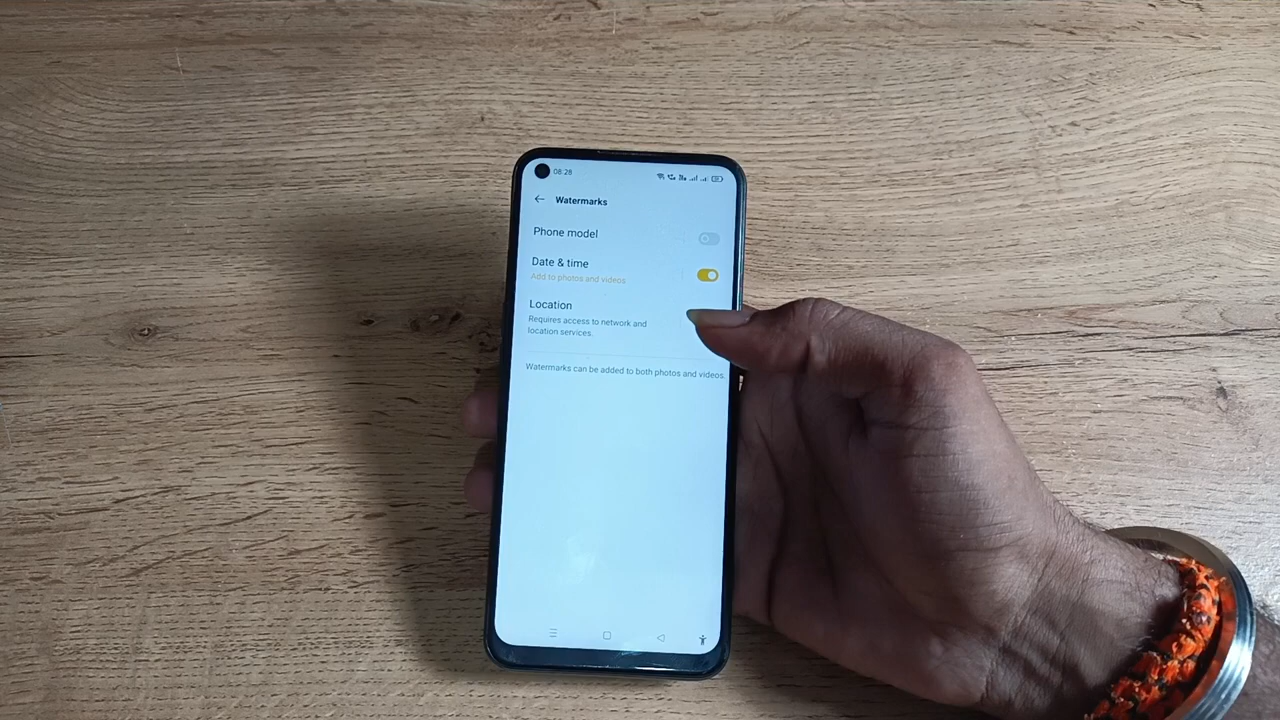 08:28
Watermarks
Phone model
Date & time
Add to photos and videos
Location
Requires access to network and
location services.
Watermarks can be added to both photos and videos.